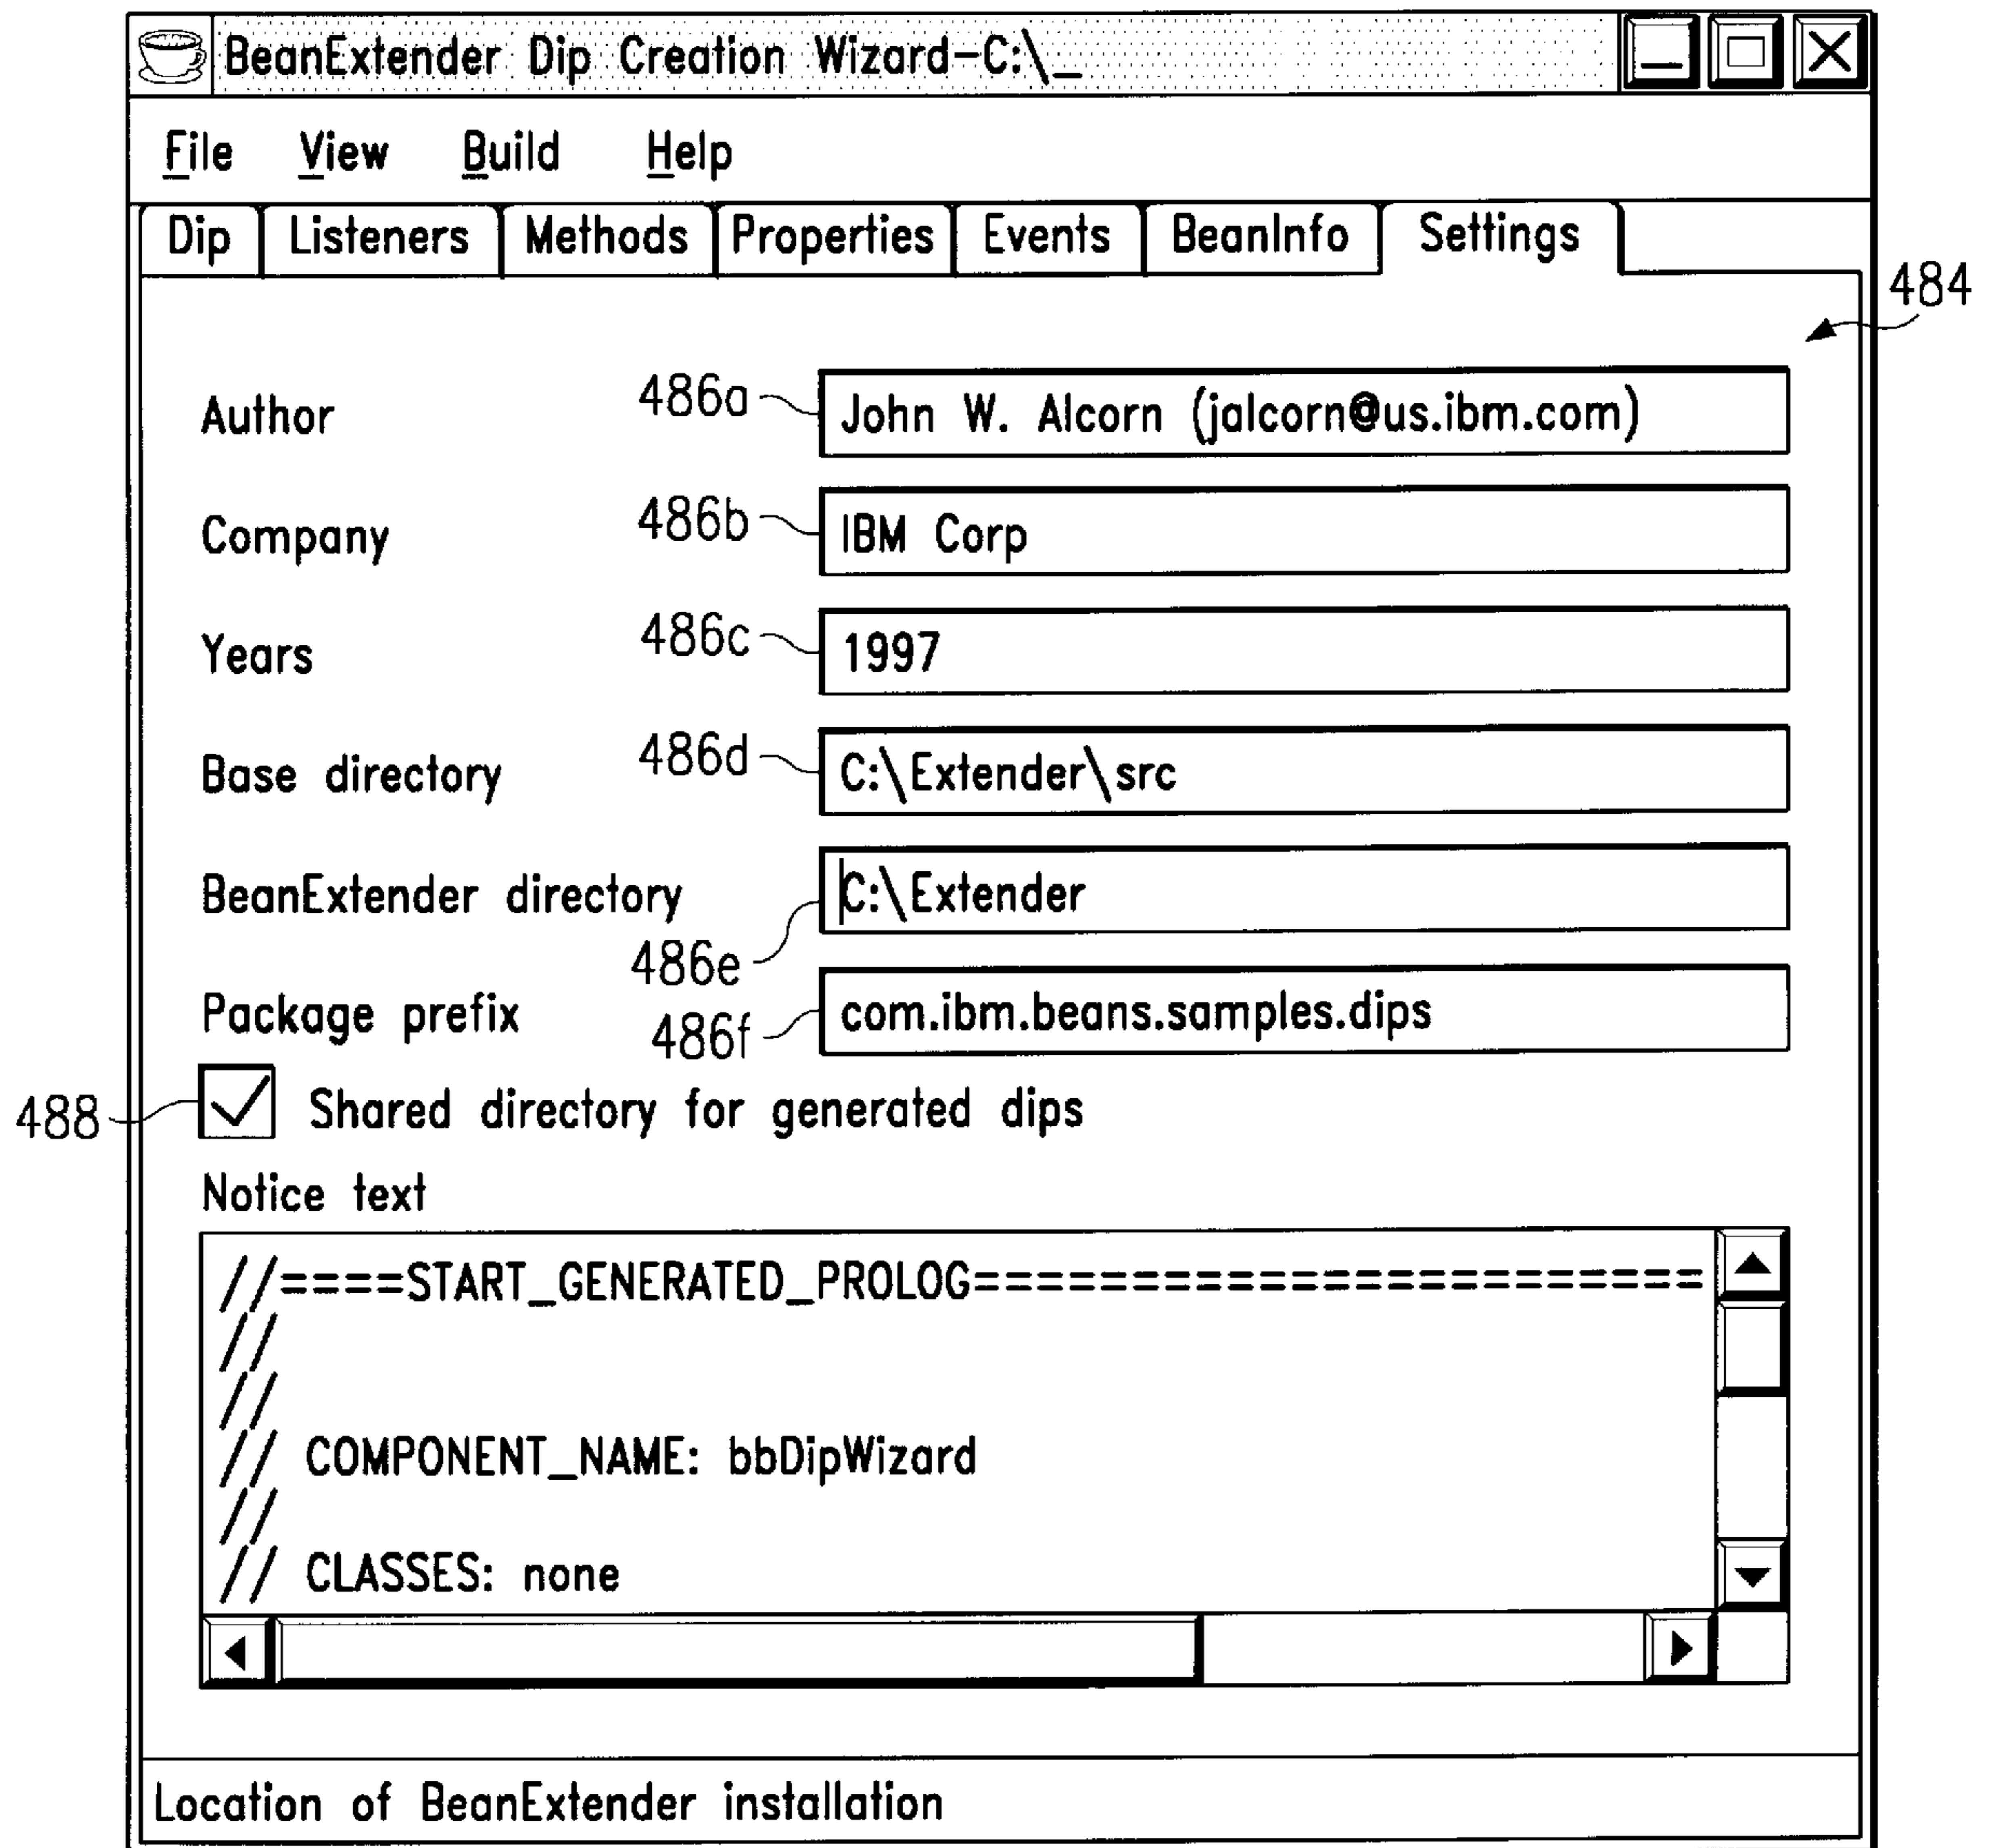 BeanExtender Dip Creation Wizard-C:\_
File View Build Help
Dip Listeners Methods Properties Events BeanInfo Settings
484
Author 486a John W. Alcorn (jalcorn@us.ibm.com)
Company 486b IBM Corp
Years 486c 1997
Base directory 486d C:\Extender\src
BeanExtender directory C:\Extender
486e
Package prefix 486f com.ibm.beans.samples.dips
488 Shared directory for generated dips
Notice text
//====START_GENERATED_PROLOG=======================
//
//
// COMPONENT_NAME: bbDipWizard
//
// CLASSES: none
Location of BeanExtender installation